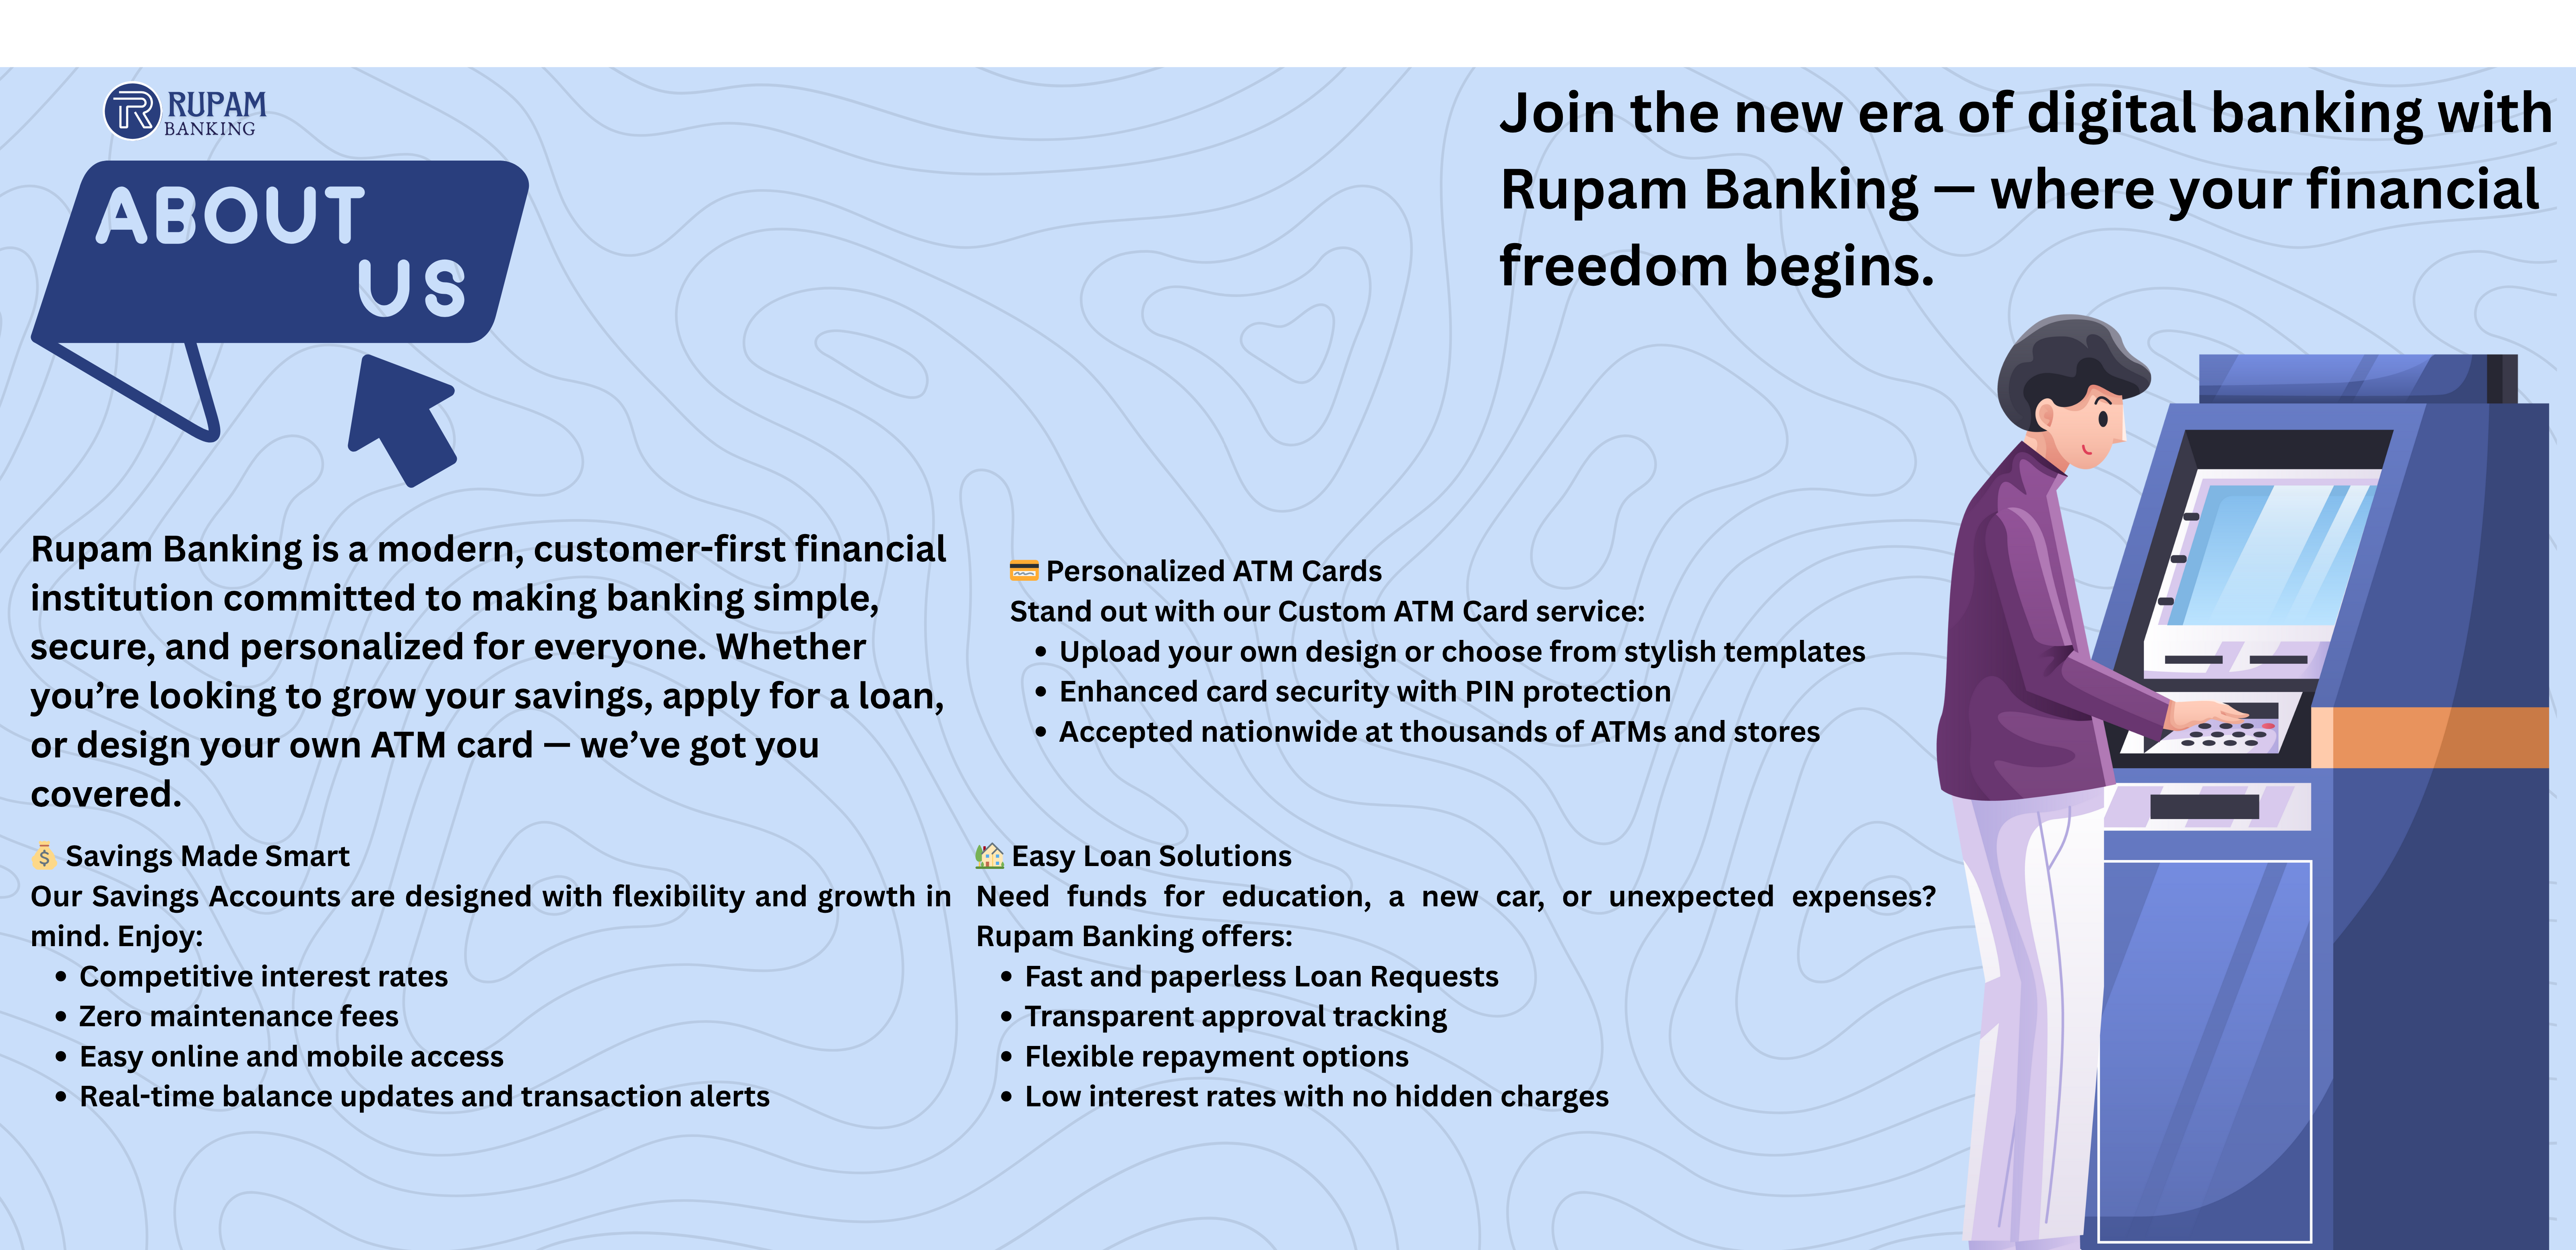 RUPAM
BANKING
ABOUT
US
Join the new era of digital banking with
Rupam Banking — where your financial
freedom begins.
Rupam Banking is a modern, customer-first financial
institution committed to making banking simple,
secure, and personalized for everyone. Whether
you’re looking to grow your savings, apply for a loan,
or design your own ATM card — we’ve got you
covered.
💰 Savings Made Smart
Our Savings Accounts are designed with flexibility and growth in
mind. Enjoy:
• Competitive interest rates
• Zero maintenance fees
• Easy online and mobile access
• Real-time balance updates and transaction alerts
💳 Personalized ATM Cards
Stand out with our Custom ATM Card service:
• Upload your own design or choose from stylish templates
• Enhanced card security with PIN protection
• Accepted nationwide at thousands of ATMs and stores
🏡 Easy Loan Solutions
Need funds for education, a new car, or unexpected expenses?
Rupam Banking offers:
• Fast and paperless Loan Requests
• Transparent approval tracking
• Flexible repayment options
• Low interest rates with no hidden charges